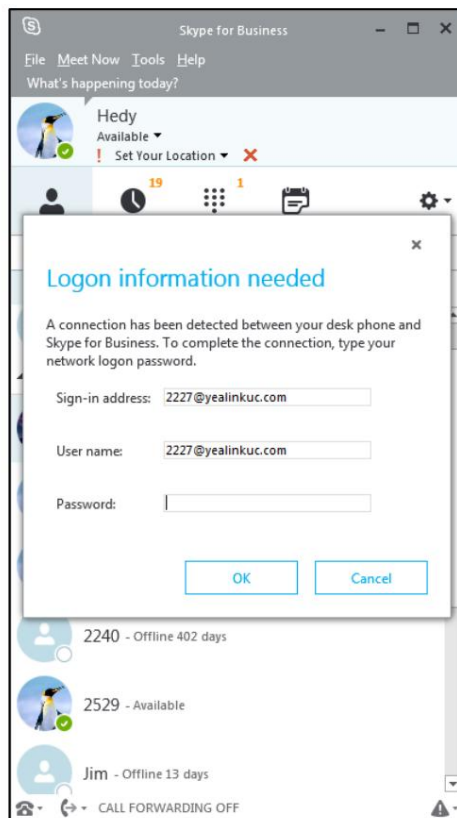 Skype for Business
File Meet Now Tools Help
What's happening today?
Hedy
Available
! Set Your Location
19
1
Logon information needed
A connection has been detected between your desk phone and
Skype for Business. To complete the connection, type your
network logon password.
Sign-in address: 2227@yealinkuc.com
User name: 2227@yealinkuc.com
Password:
OK Cancel
2240 - Offline 402 days
2529 - Available
Jim - Offline 13 days
CALL FORWARDING OFF